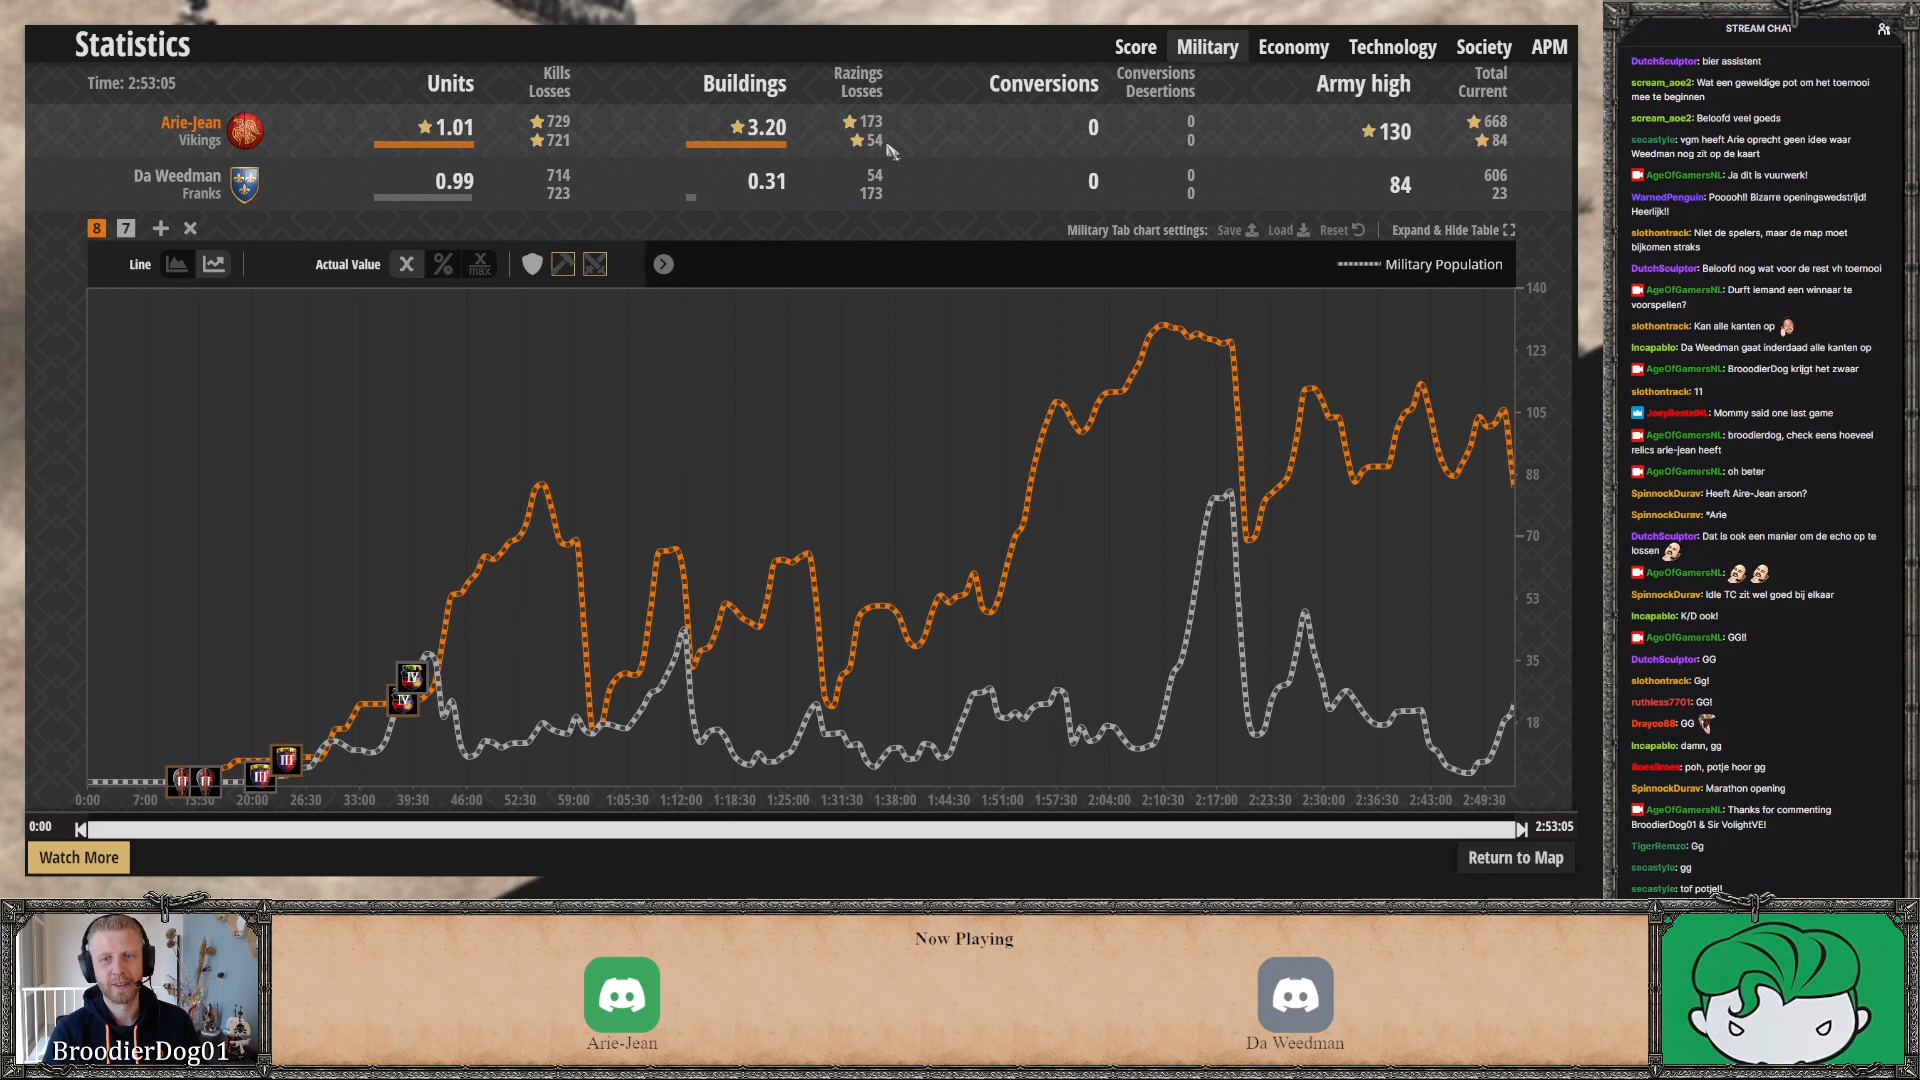 Statistics
Score Military Economy Technology Society APM
Time: 2:53:05
Units Kills Losses Buildings Razings Losses Conversions Conversions Desertions Army high Total Current
Arie-Jean
Vikings
1.01 729 721 3.20 173 54 0 0 0 130 668 84
Da Weedman
Franks
0.99 714 723 0.31 54 173 0 0 0 84 606 23
8 7
Military Tab chart settings: Save Load Reset Expand & Hide Table
Line Actual Value X % X max Military Population
140
123
105
88
70
53
35
18
IV
IV
II II III III
0:00 7:00 13:30 20:00 26:30 33:00 39:30 46:00 52:30 59:00 1:05:30 1:12:00 1:18:30 1:25:00 1:31:30 1:38:00 1:44:30 1:51:00 1:57:30 2:04:00 2:10:30 2:17:00 2:23:30 2:30:00 2:36:30 2:43:00 2:49:30
0:00 2:53:05
Watch More Return to Map
STREAM CHAT
DutchSculptor: bier assistent
scream_aoe2: Wat een geweldige pot om het toernooi
mee te beginnen
scream_aoe2: Beloofd veel goeds
secastyle: vgm heeft Arie oprecht geen idee waar
Weedman nog zit op de kaart
AgeOfGamersNL: Ja dit is vuurwerk!
WarnedPenguin: Pooooh!! Bizarre openingswedstrijd!
Heerlijk!!
slothontrack: Niet de spelers, maar de map moet
bijkomen straks
DutchSculptor: Beloofd nog wat voor de rest vh toernooi
AgeOfGamersNL: Durft iemand een winnaar te
voorspellen?
slothontrack: Kan alle kanten op
Incapablo: Da Weedman gaat inderdaad alle kanten op
AgeOfGamersNL: BrooodierDog krijgt het zwaar
slothontrack: 11
JoeyBestelNL: Mommy said one last game
AgeOfGamersNL: broodierdog, check eens hoeveel
relics arie-jean heeft
AgeOfGamersNL: oh beter
SpinnockDurav: Heeft Aire-Jean arson?
SpinnockDurav: *Arie
DutchSculptor: Dat is ook een manier om de echo op te
lossen
AgeOfGamersNL:
SpinnockDurav: Idle TC zit wel goed bij elkaar
Incapablo: K/D ook!
AgeOfGamersNL: GG!!
DutchSculptor: GG
slothontrack: Gg!
ruthless7701: GG!
Drayco88: GG
Incapablo: damn, gg
BoesBroes: poh, potje hoor gg
SpinnockDurav: Marathon opening
AgeOfGamersNL: Thanks for commenting
BroodierDog01 & Sir VolightVE!
TigerRemzo: Gg
secastyle: gg
secastyle: tof potje!!
BroodierDog01
Now Playing
Arie-Jean
Da Weedman